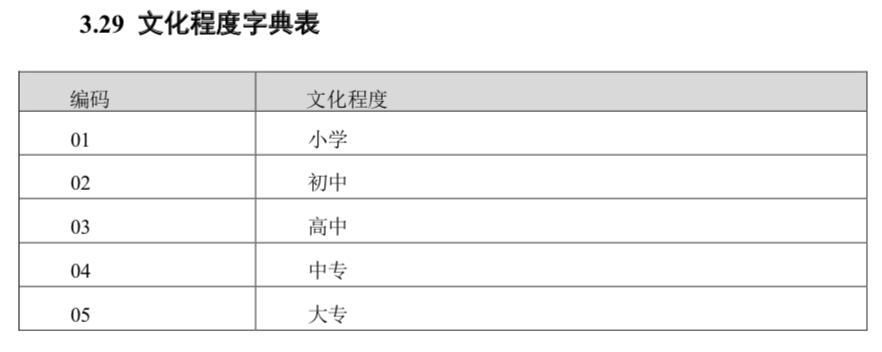 3.29 文化程度字典表
编码 文化程度
01 小学
02 初中
03 高中
04 中专
05 大专